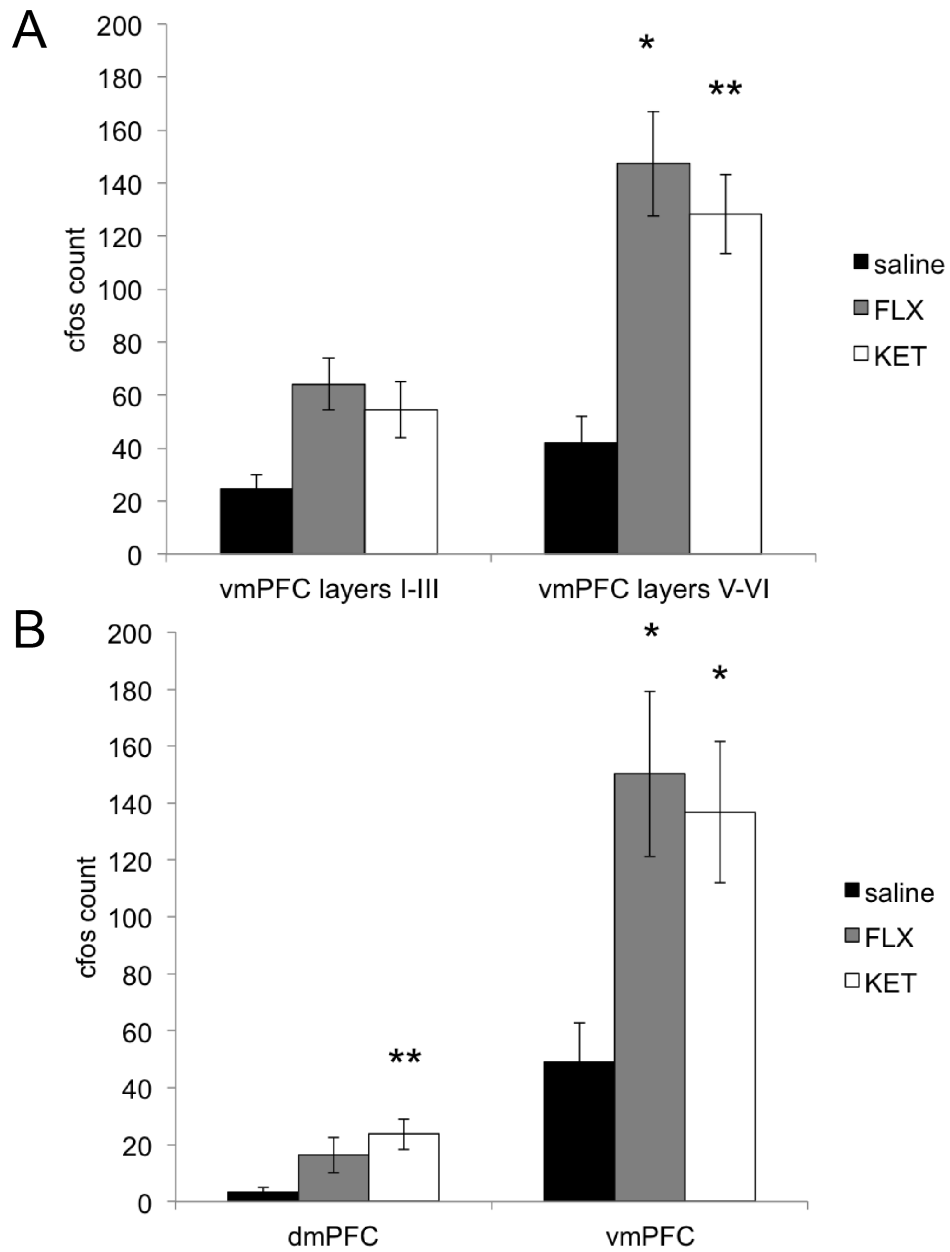 A
200
180
160
140
120
100
80
60
40
20
0
cfos count
*
**
saline
FLX
KET
vmPFC layers I-III
vmPFC layers V-VI
B
200
180
160
140
120
100
80
60
40
20
0
cfos count
**
*
*
saline
FLX
KET
dmPFC
vmPFC